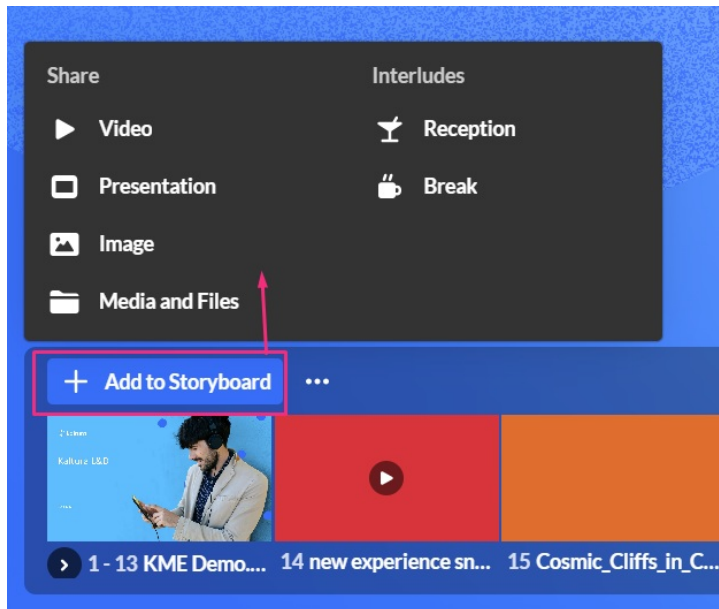 Share
Video
Presentation
Image
Media and Files
Interludes
Reception
Break
Add to Storyboard
Kaltura L&D
1 - 13 KME Demo....
14 new experience sn...
15 Cosmic_Cliffs_in_C...